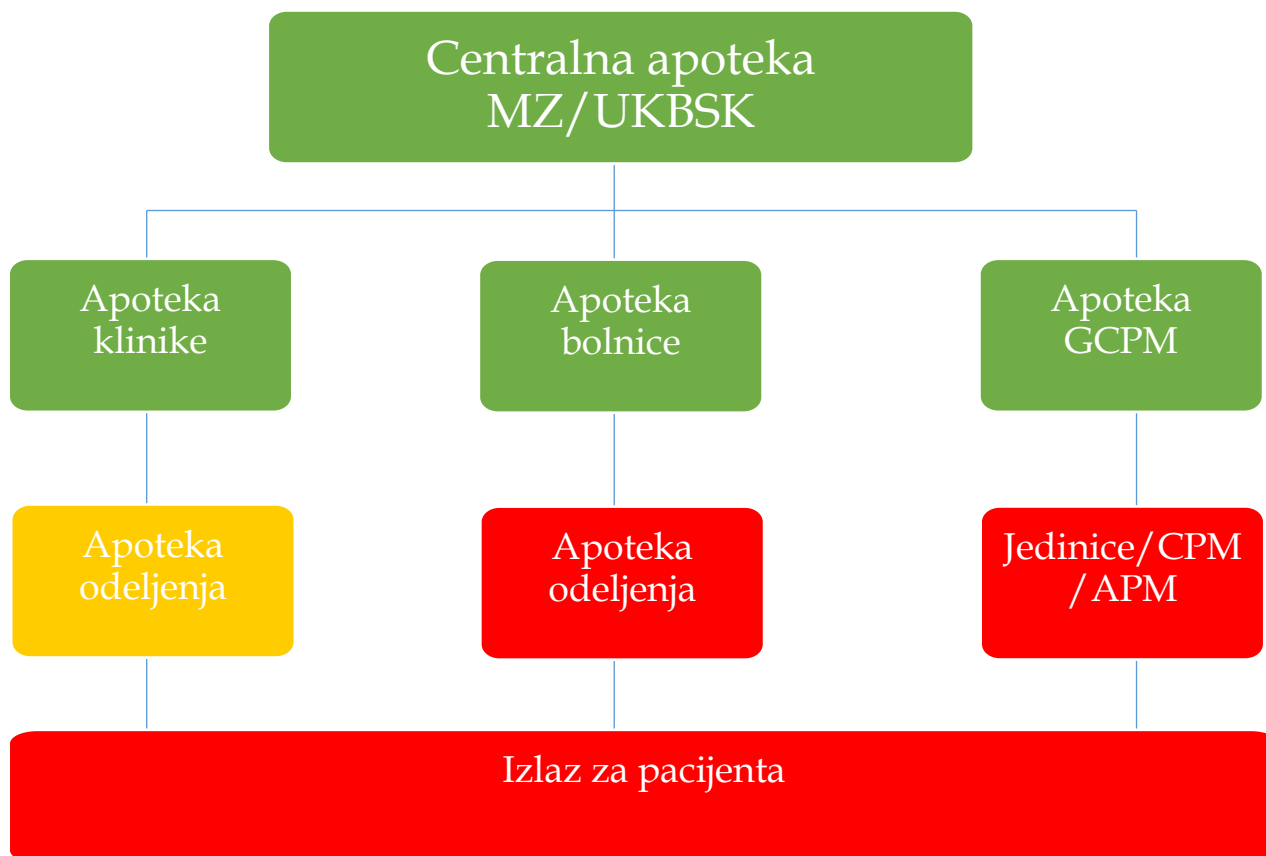 Centralna apoteka
MZ/UKBSK
Apoteka
klinike
Apoteka
bolnice
Apoteka
GCPM
Apoteka
odeljenja
Apoteka
odeljenja
Jedinice/CPM
/APM
Izlaz za pacijenta